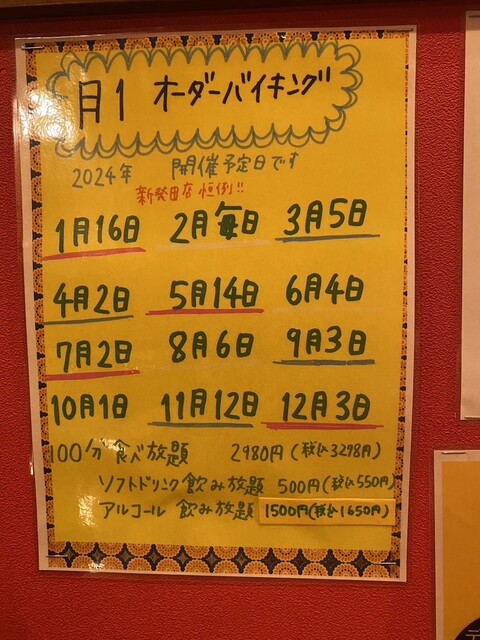 月1 オーダーバイキング
2024年 開催予定日です
新発田店 恒例!!
1月16日 2月毎日 3月5日
4月2日 5月14日 6月4日
7月2日 8月6日 9月3日
10月1日 11月12日 12月3日
100分 食べ放題 2980円(税込3278円)
ソフトドリンク飲み放題 500円(税込550円)
アルコール 飲み放題 1500円(税込1650円)